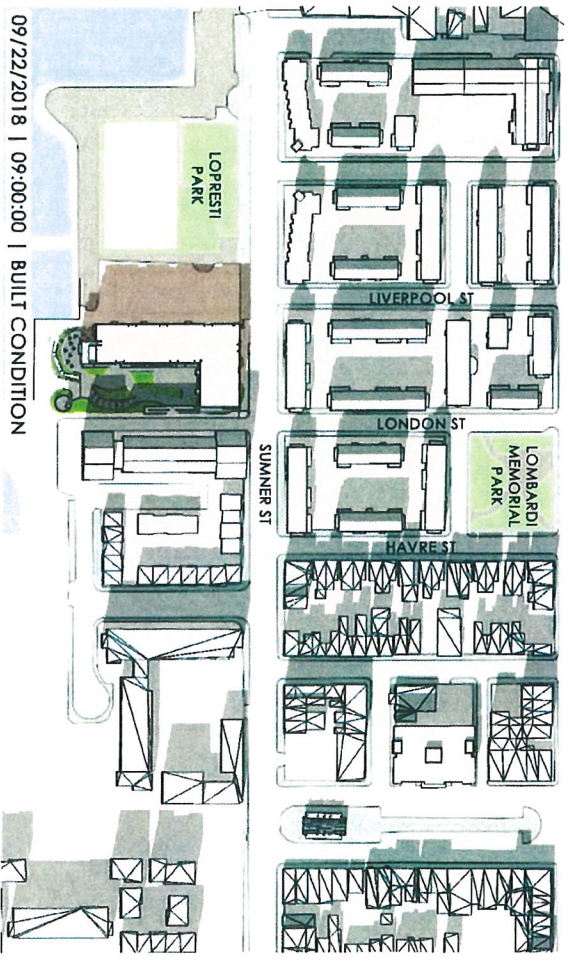 LOPRESTI
PARK
LIVERPOOL ST
LONDON ST
LOMBARDI
MEMORIAL
PARK
SUMNER ST
HAVRE ST
09/22/2018 | 09:00:00 | BUILT CONDITION